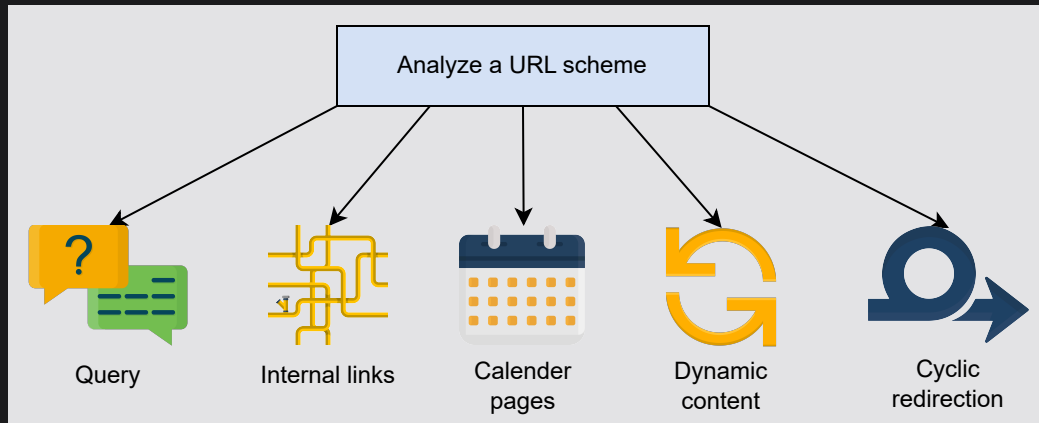 Analyze a URL scheme
?
Query
Internal links
Calender
pages
Dynamic
content
Cyclic
redirection